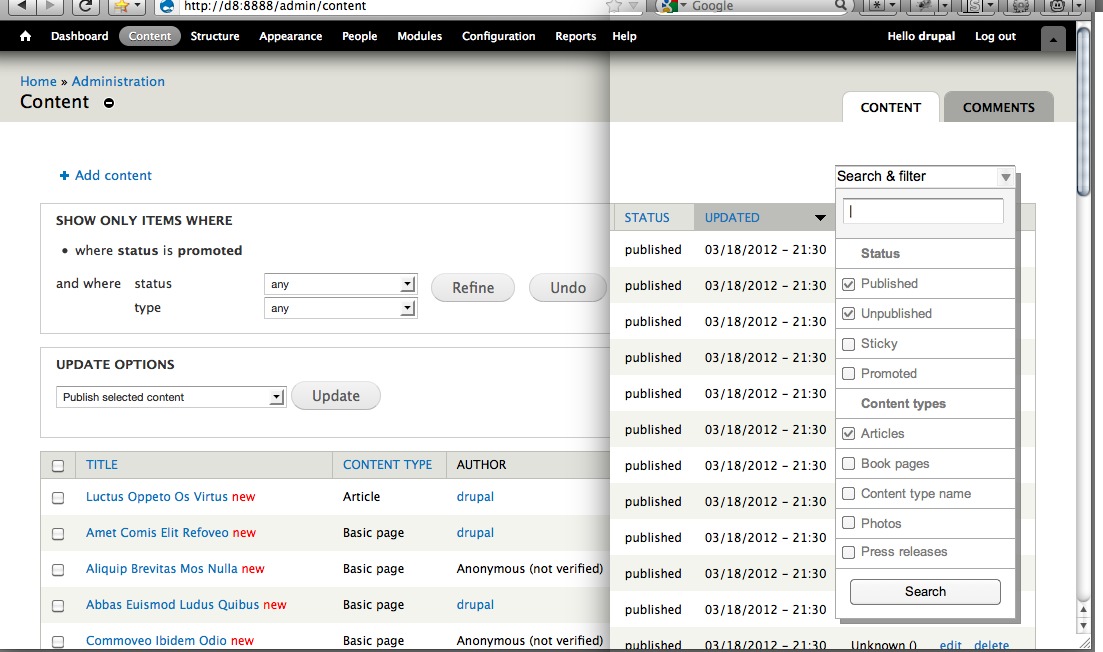 http://d8:8888/admin/content
Google
Dashboard Content Structure Appearance People Modules Configuration Reports Help
Hello drupal Log out
Home » Administration
Content
CONTENT COMMENTS
Add content
SHOW ONLY ITEMS WHERE
• where status is promoted
and where status any
type any
Refine Undo
UPDATE OPTIONS
Publish selected content Update
TITLE CONTENT TYPE AUTHOR
Luctus Oppeto Os Virtus new Article drupal
Amet Comis Elit Refoveo new Basic page drupal
Aliquip Brevitas Mos Nulla new Basic page Anonymous (not verified)
Abbas Euismod Ludus Quibus new Basic page drupal
Commoveo Ibidem Odio new Basic page Anonymous (not verified)
STATUS UPDATED
published 03/18/2012 - 21:30
published 03/18/2012 - 21:30
published 03/18/2012 - 21:30
published 03/18/2012 - 21:30
published 03/18/2012 - 21:30
published 03/18/2012 - 21:30
published 03/18/2012 - 21:30
published 03/18/2012 - 21:30
published 03/18/2012 - 21:30
published 03/18/2012 - 21:30
published 03/18/2012 - 21:30
published Unknown () edit delete
Search & filter
Status
Published
Unpublished
Sticky
Promoted
Content types
Articles
Book pages
Content type name
Photos
Press releases
Search